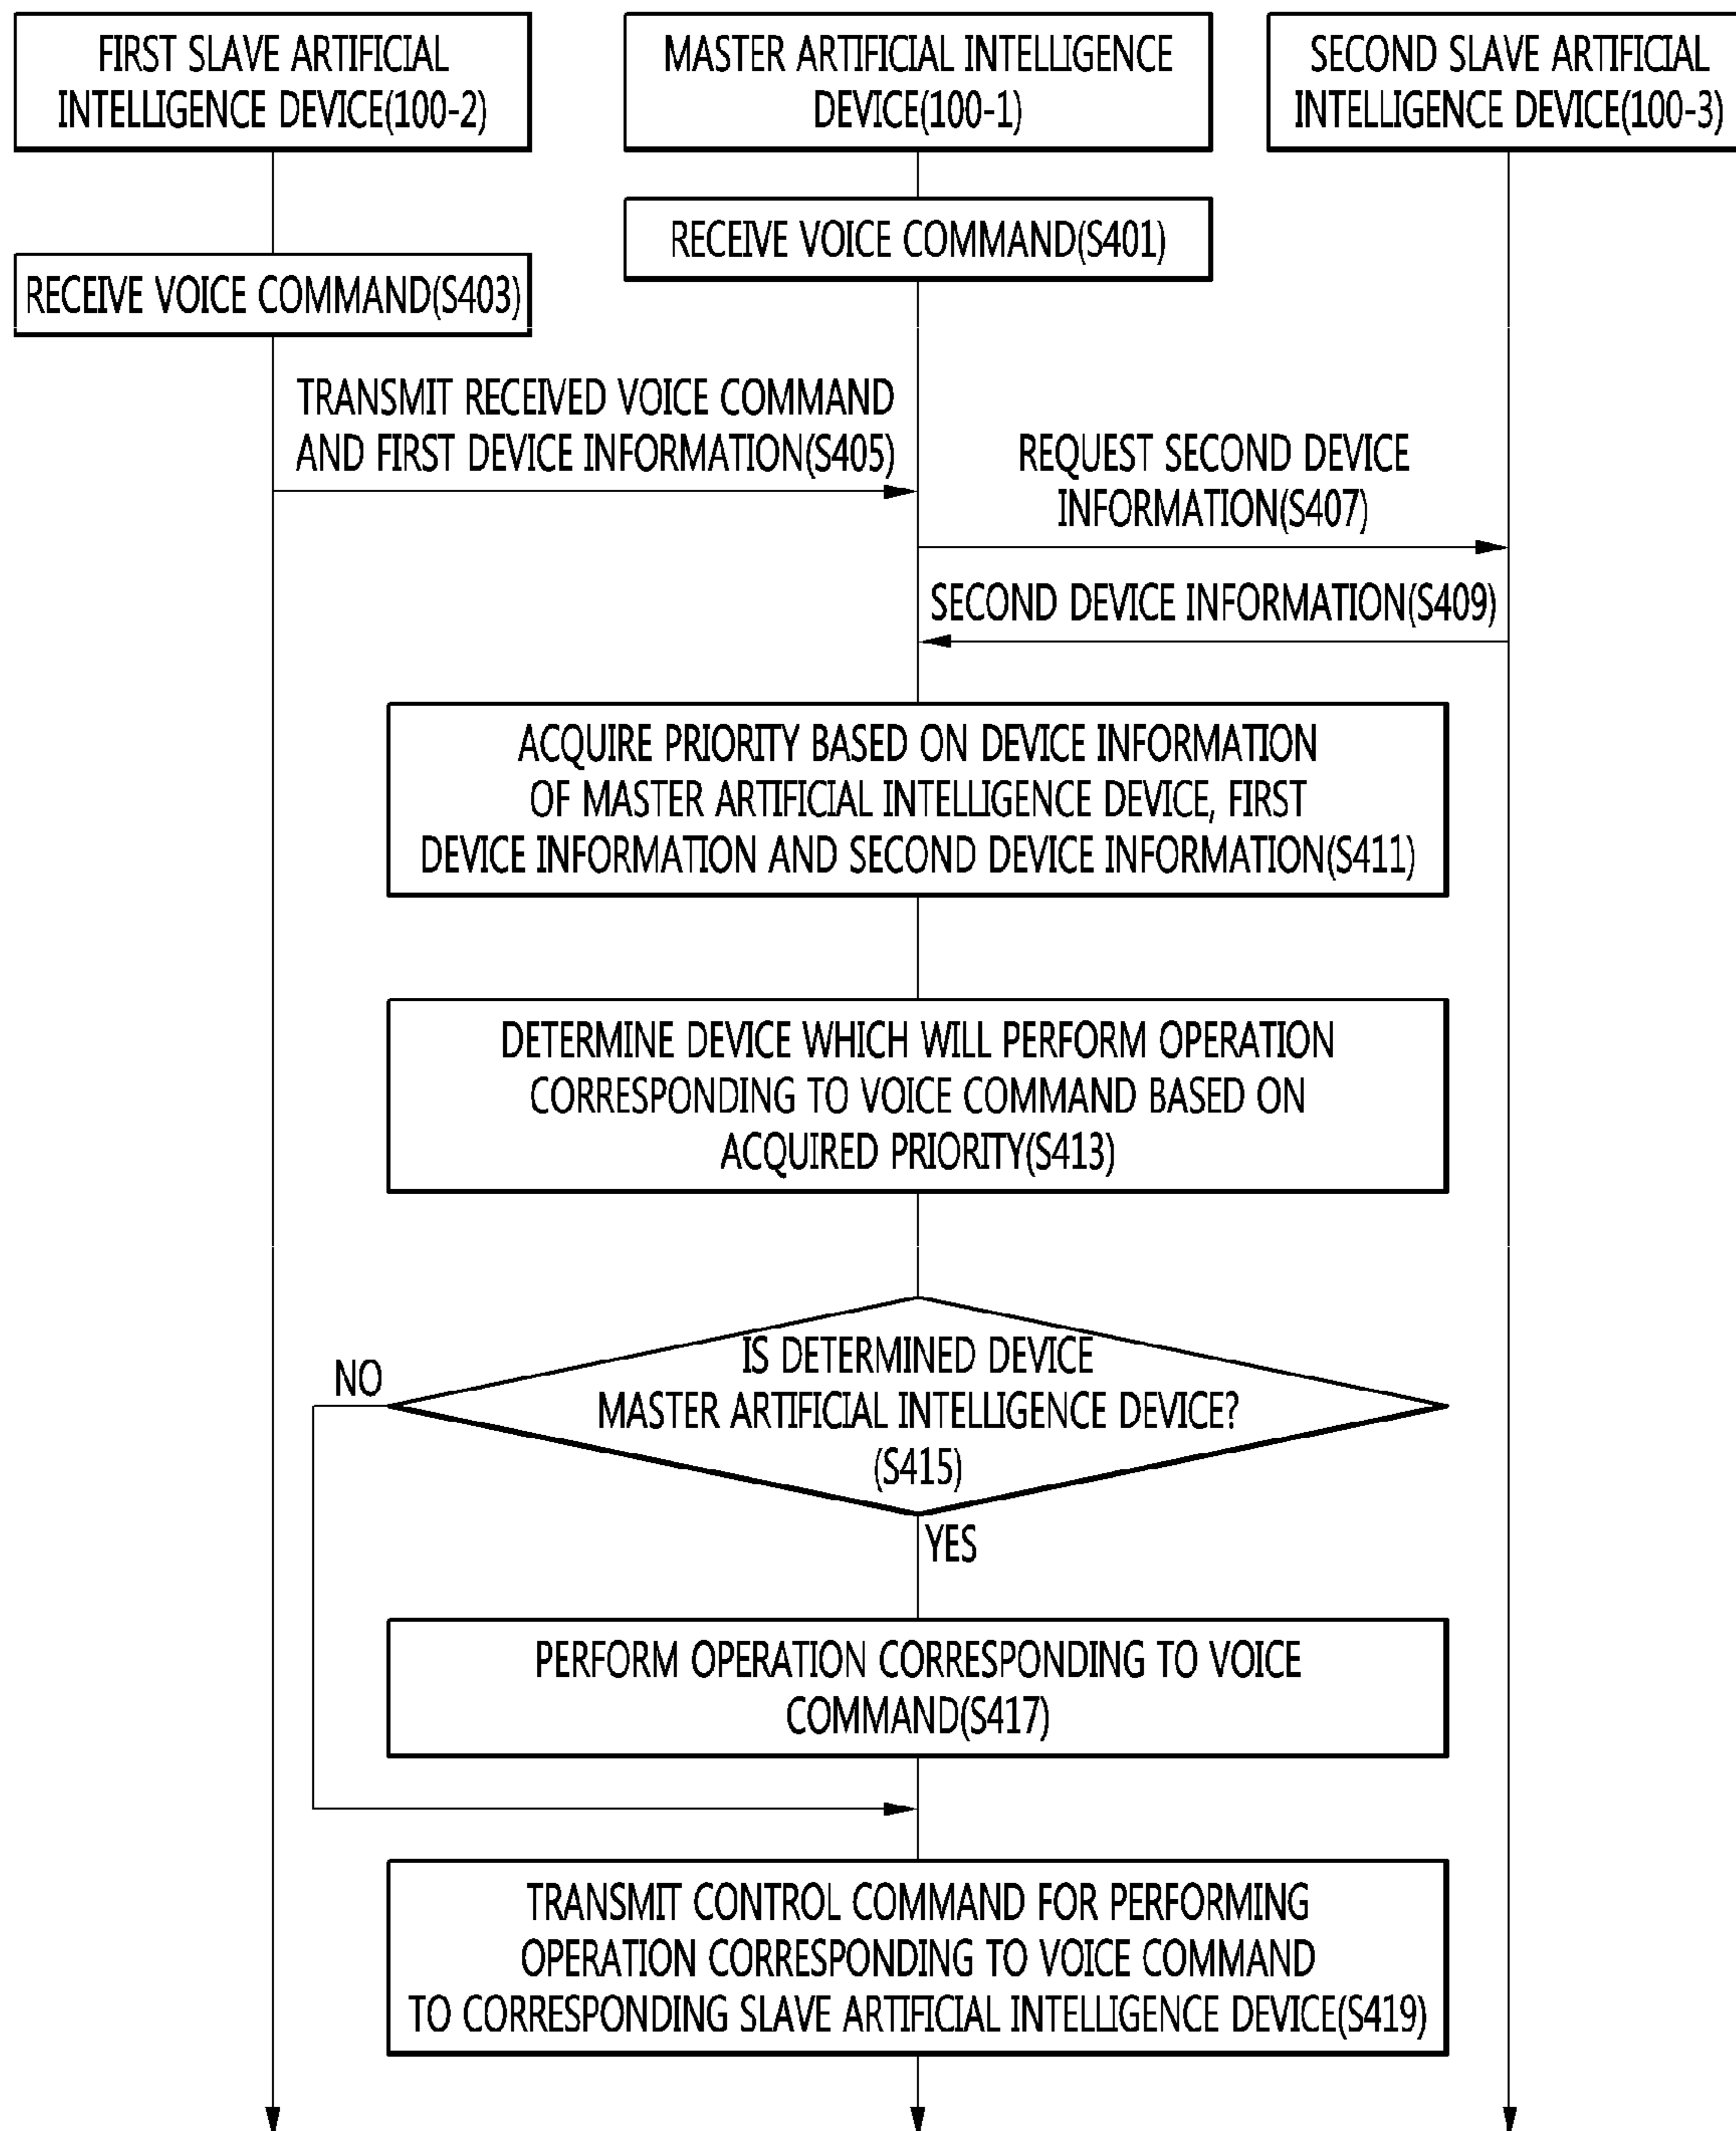 FIRST SLAVE ARTIFICIAL
INTELLIGENCE DEVICE(100-2)
MASTER ARTIFICIAL INTELLIGENCE
DEVICE(100-1)
SECOND SLAVE ARTIFICIAL
INTELLIGENCE DEVICE(100-3)
RECEIVE VOICE COMMAND(S401)
RECEIVE VOICE COMMAND(S403)
TRANSMIT RECEIVED VOICE COMMAND
AND FIRST DEVICE INFORMATION(S405)
REQUEST SECOND DEVICE
INFORMATION(S407)
SECOND DEVICE INFORMATION(S409)
ACQUIRE PRIORITY BASED ON DEVICE INFORMATION
OF MASTER ARTIFICIAL INTELLIGENCE DEVICE, FIRST
DEVICE INFORMATION AND SECOND DEVICE INFORMATION(S411)
DETERMINE DEVICE WHICH WILL PERFORM OPERATION
CORRESPONDING TO VOICE COMMAND BASED ON
ACQUIRED PRIORITY(S413)
IS DETERMINED DEVICE
MASTER ARTIFICIAL INTELLIGENCE DEVICE?
(S415)
NO
YES
PERFORM OPERATION CORRESPONDING TO VOICE
COMMAND(S417)
TRANSMIT CONTROL COMMAND FOR PERFORMING
OPERATION CORRESPONDING TO VOICE COMMAND
TO CORRESPONDING SLAVE ARTIFICIAL INTELLIGENCE DEVICE(S419)